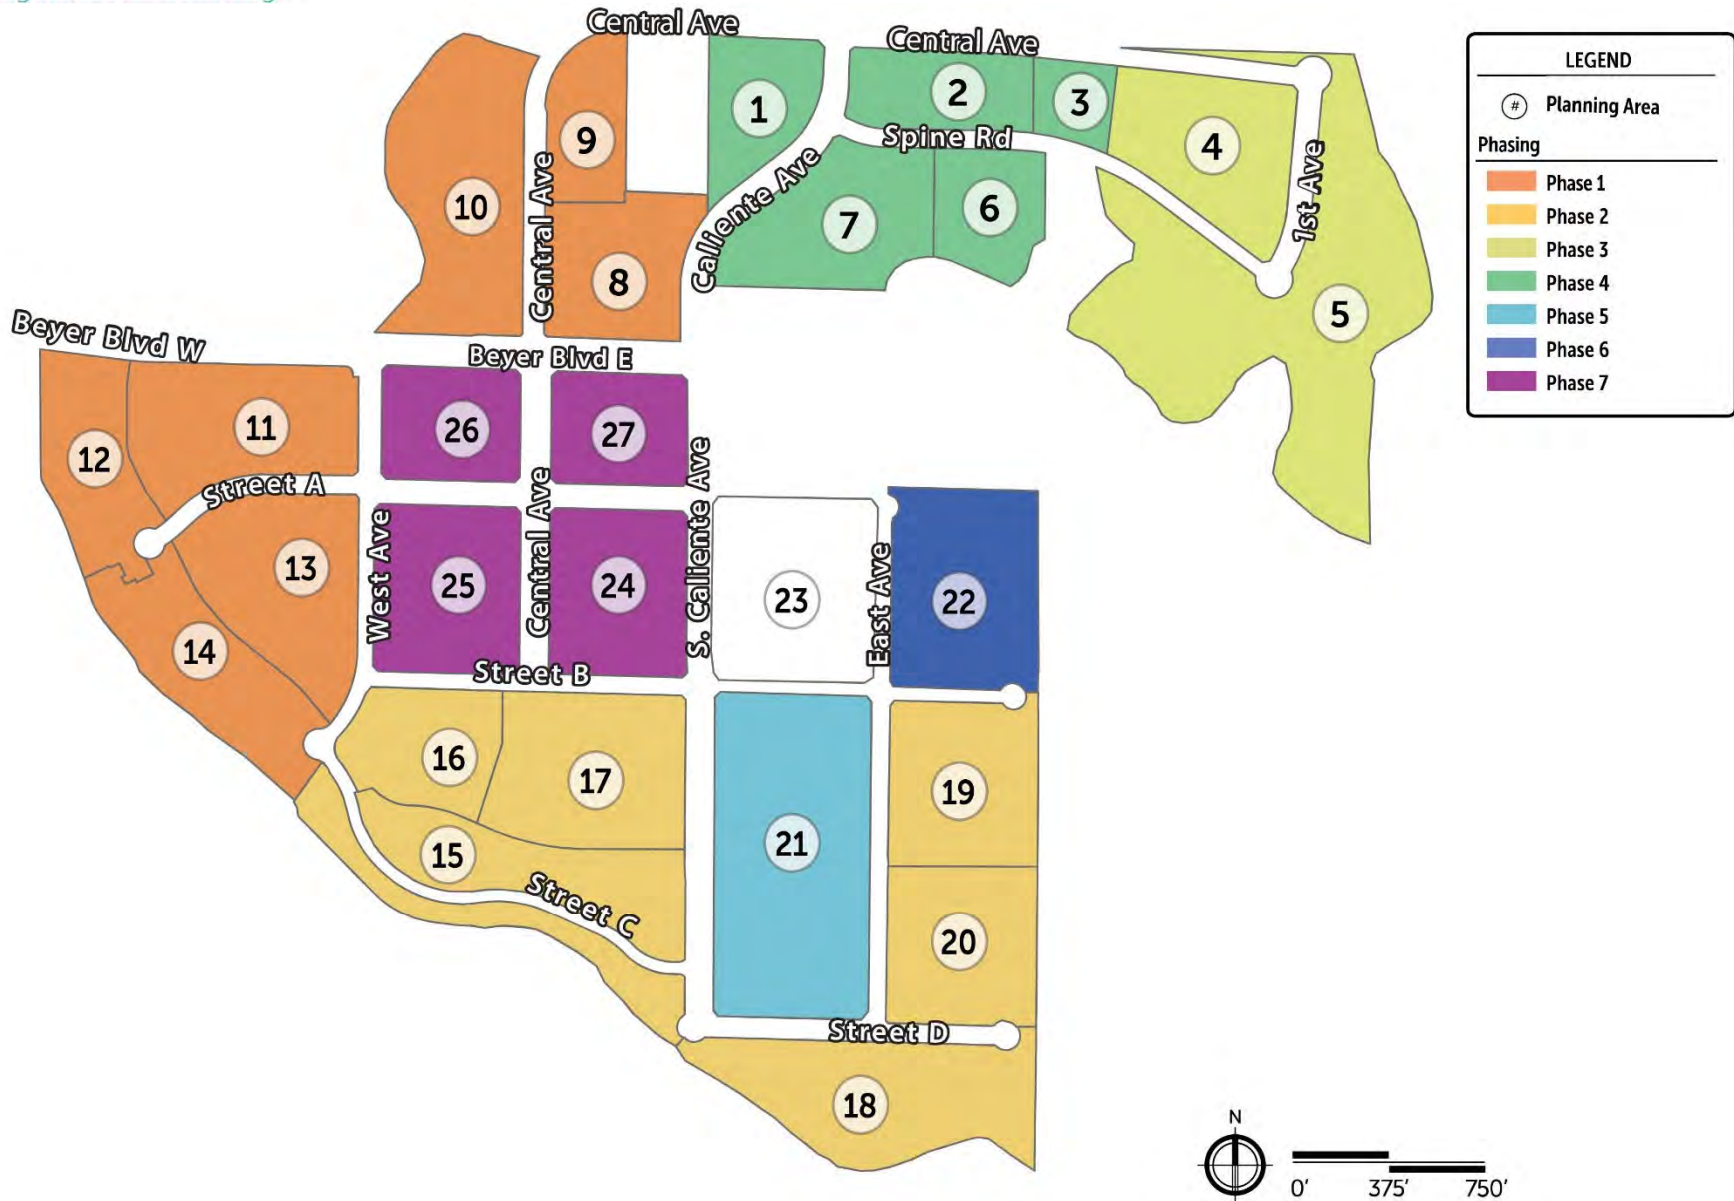 Central Ave
Central Ave
1
2
3
9
4
Spine Rd
10
Central Ave
Caliente Ave
7
6
1st Ave
8
5
Beyer Blvd W
Beyer Blvd E
12
11
26
27
Street A
13
14
West Ave
25
Central Ave
24
S. Caliente Ave
23
East Ave
22
Street B
16
17
15
21
19
20
Street C
Street D
18
LEGEND
# Planning Area
Phasing
Phase 1
Phase 2
Phase 3
Phase 4
Phase 5
Phase 6
Phase 7
N
0' 375' 750'